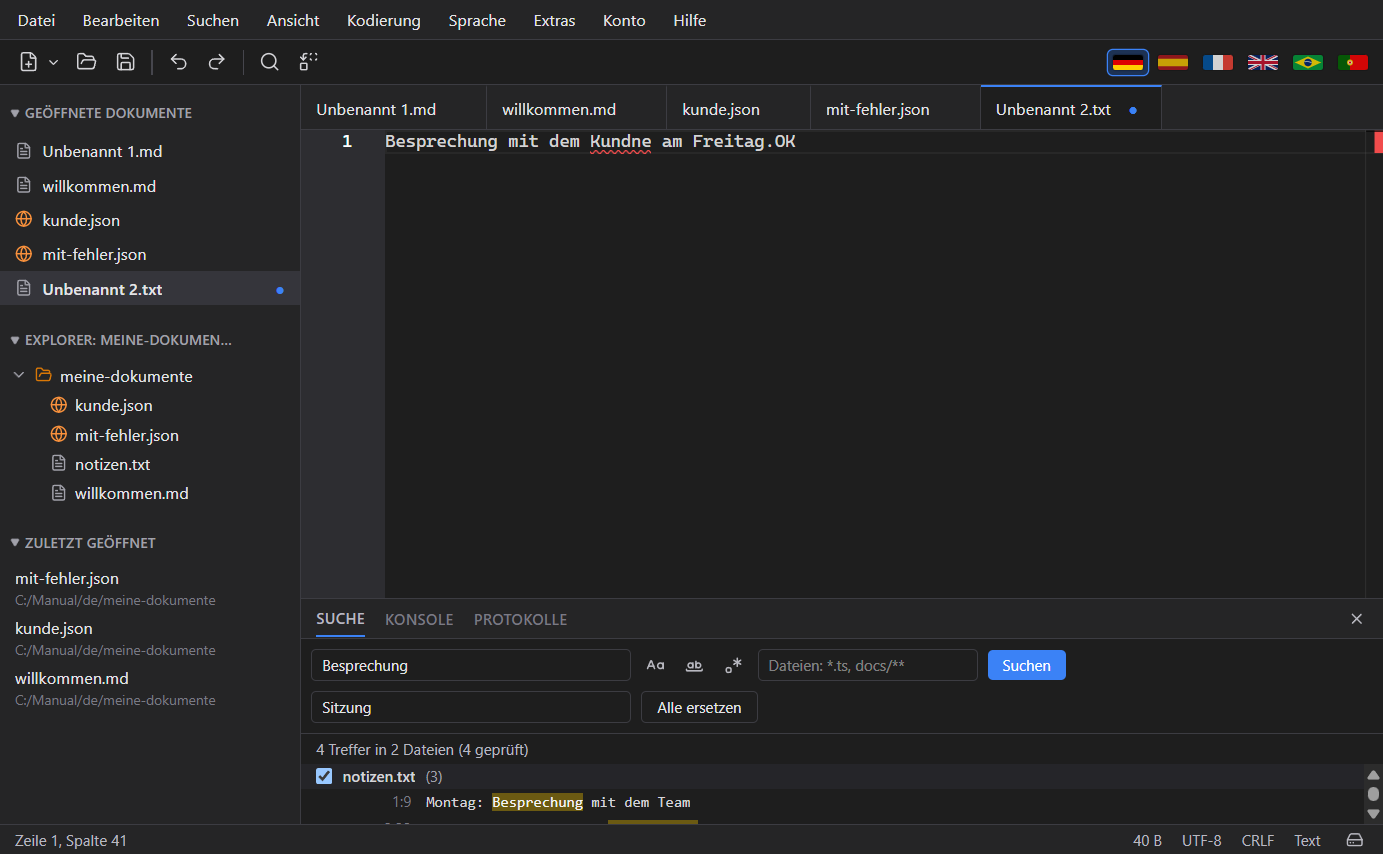 Datei Bearbeiten Suchen Ansicht Kodierung Sprache Extras Konto Hilfe
GEÖFFNETE DOKUMENTE
Unbenannt 1.md
willkommen.md
kunde.json
mit-fehler.json
Unbenannt 2.txt
EXPLORER: MEINE-DOKUMEN...
meine-dokumente
kunde.json
mit-fehler.json
notizen.txt
willkommen.md
ZULETZT GEÖFFNET
mit-fehler.json
C:/Manual/de/meine-dokumente
kunde.json
C:/Manual/de/meine-dokumente
willkommen.md
C:/Manual/de/meine-dokumente
Unbenannt 1.md willkommen.md kunde.json mit-fehler.json Unbenannt 2.txt
1 Besprechung mit dem Kundne am Freitag.OK
SUCHE KONSOLE PROTOKOLLE
Besprechung Aa ab .* Dateien: *.ts, docs/** Suchen
Sitzung Alle ersetzen
4 Treffer in 2 Dateien (4 geprüft)
notizen.txt (3)
1:9 Montag: Besprechung mit dem Team
Zeile 1, Spalte 41 40 B UTF-8 CRLF Text